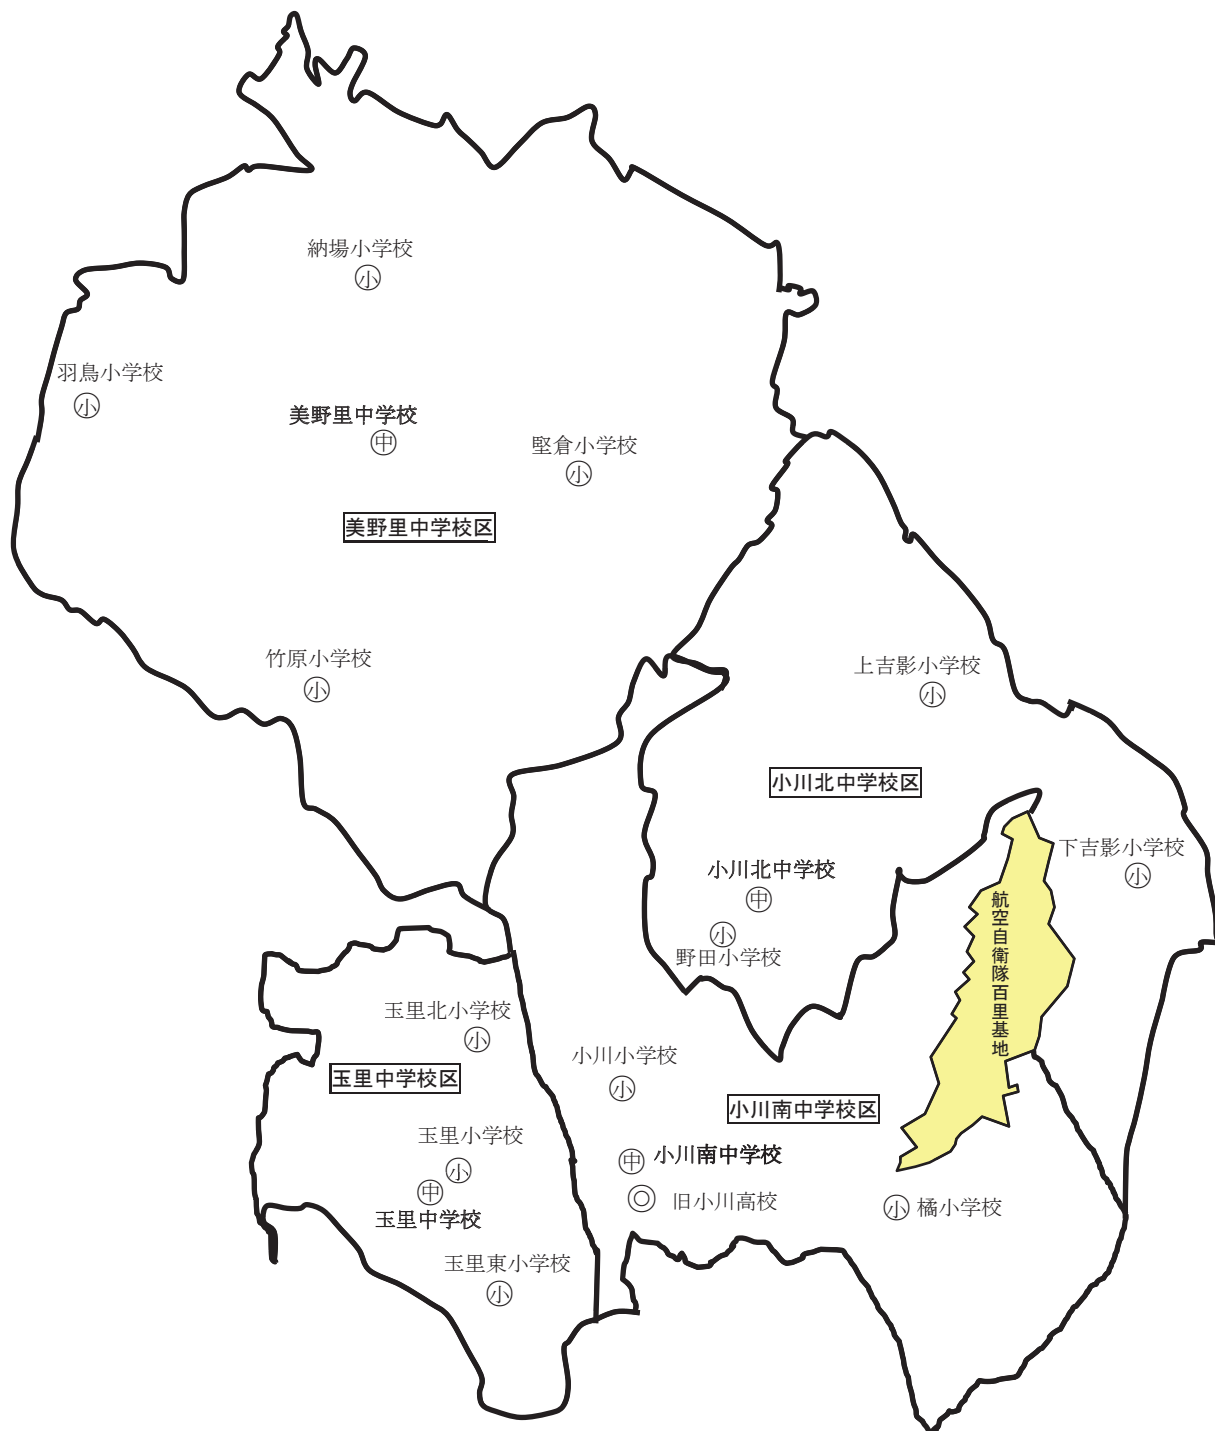 納場小学校
小
羽鳥小学校
小
美野里中学校
中
堅倉小学校
小
美野里中学校区
竹原小学校
小
上吉影小学校
小
小川北中学校区
下吉影小学校
小
小川北中学校
中
小
野田小学校
航空自衛隊百里基地
玉里北小学校
小
玉里中学校区
小川小学校
小
小川南中学校区
玉里小学校
小
中
玉里中学校
中 小川南中学校
旧小川高校
小 橘小学校
玉里東小学校
小